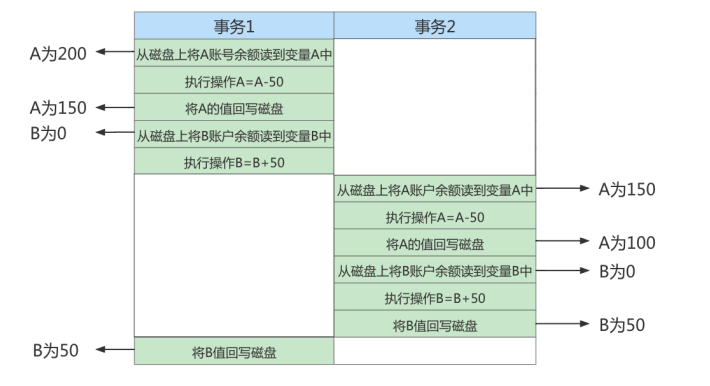 事务1 事务2
A为200 从磁盘上将A账号余额读到变量A中
执行操作A=A-50
A为150 将A的值回写磁盘
B为0 从磁盘上将B账户余额读到变量B中
执行操作B=B+50
从磁盘上将A账户余额读到变量A中 A为150
执行操作A=A-50
将A的值回写磁盘 A为100
从磁盘上将B账户余额读到变量B中 B为0
执行操作B=B+50
将B值回写磁盘 B为50
B为50 将B值回写磁盘